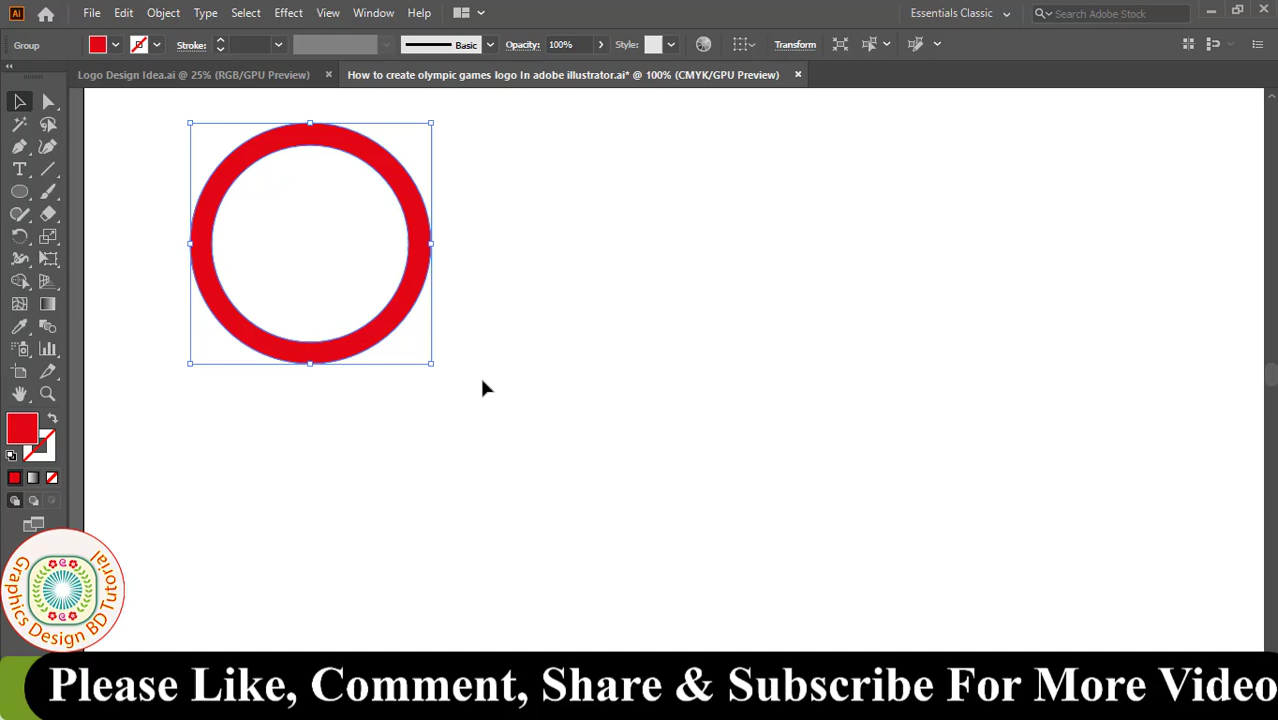 Ai File Edit Object Type Select Effect View Window Help Essentials Classic Search Adobe Stock
Group Stroke: Basic Opacity: 100% Style: Transform
Logo Design Idea.ai @ 25% (RGB/GPU Preview) × How to create olympic games logo In adobe illustrator.ai* @ 100% (CMYK/GPU Preview) ×
Graphics Design BD Tutorial
Please Like, Comment, Share & Subscribe For More Video